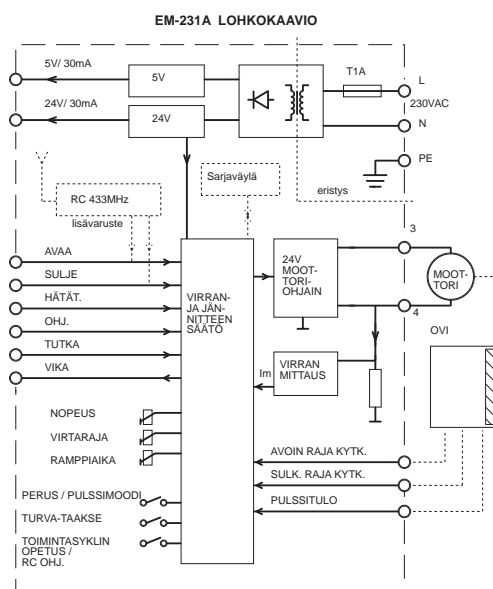 EM-231A LOHKOKAAVIO
5V/ 30mA
5V
T1A
L
230VAC
24V/ 30mA
24V
N
PE
Sarjaväylä
eristys
RC 433MHz
lisävaruste
3
AVAA
SULJE
HÄTÄT.
OHJ.
TUTKA
VIKA
VIRRAN-
JA JÄN-
NITTEEN
SÄÄTÖ
24V
MOOT-
TORI-
OHJAIN
MOOT-
TORI
4
OVI
Im
VIRRAN
MITTAUS
NOPEUS
VIRTARAJA
RAMPPIAIKA
AVOIN RAJA KYTK.
SULK. RAJA KYTK.
PULSSITULO
PERUS / PULSSIMOODI
TURVA-TAAKSE
TOIMINTASYKLIN
OPETUS /
RC OHJ.